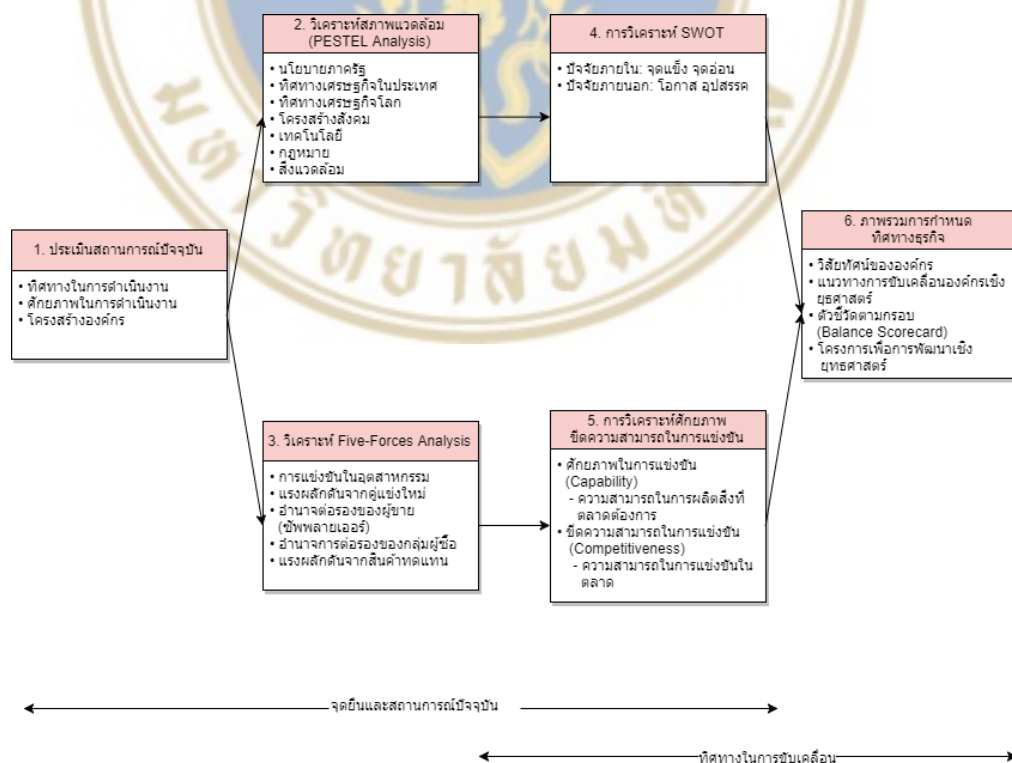 2. วิเคราะห์สภาพแวดล้อม
(PESTEL Analysis)
• นโยบายภาครัฐ
• ทิศทางเศรษฐกิจในประเทศ
• ทิศทางเศรษฐกิจโลก
• โครงสร้างสังคม
• เทคโนโลยี
• กฎหมาย
• สิ่งแวดล้อม
4. การวิเคราะห์ SWOT
• ปัจจัยภายใน: จุดแข็ง จุดอ่อน
• ปัจจัยภายนอก: โอกาส อุปสรรค
1. ประเมินสถานการณ์ปัจจุบัน
• ทิศทางในการดำเนินงาน
• ศักยภาพในการดำเนินงาน
• โครงสร้างองค์กร
6. ภาพรวมการกำหนด
ทิศทางธุรกิจ
• วิสัยทัศน์ขององค์กร
• แนวทางการขับเคลื่อนองค์กรเชิง
ยุธศาสตร์
• ตัวชี้วัดตามกรอบ
(Balance Scorecard)
• โครงการเพื่อการพัฒนาเชิง
ยุทธศาสตร์
3. วิเคราะห์ Five-Forces Analysis
• การแข่งขันในอุตสาหกรรม
• แรงผลักดันจากคู่แข่งใหม่
• อำนาจต่อรองของผู้ขาย
(ซัพพลายเออร์)
• อำนาจการต่อรองของกลุ่มผู้ซื้อ
• แรงผลักดันจากสินค้าทดแทน
5. การวิเคราะห์ศักยภาพ
ขีดความสามารถในการแข่งขัน
• ศักยภาพในการแข่งขัน
(Capability)
- ความสามารถในการผลิตสิ่งที่
ตลาดต้องการ
• ขีดความสามารถในการแข่งขัน
(Competitiveness)
- ความสามารถในการแข่งขันใน
ตลาด
จุดยืนและสถานการณ์ปัจจุบัน
ทิศทางในการขับเคลื่อน